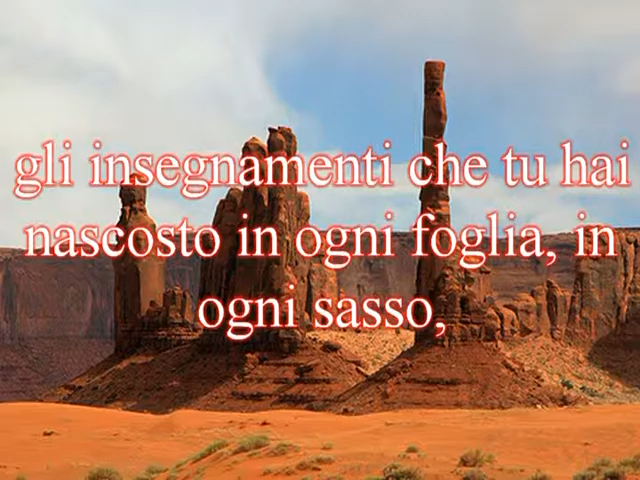 gli insegnamenti che tu hai
nascosto in ogni foglia, in
ogni sasso,